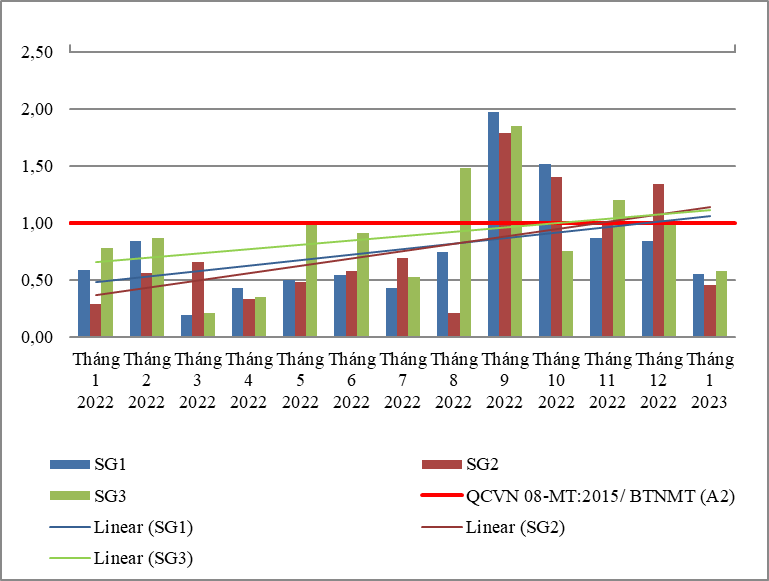 2,50
2,00
1,50
1,00
0,50
0,00
Tháng 1 2022
Tháng 2 2022
Tháng 3 2022
Tháng 4 2022
Tháng 5 2022
Tháng 6 2022
Tháng 7 2022
Tháng 8 2022
Tháng 9 2022
Tháng 10 2022
Tháng 11 2022
Tháng 12 2022
Tháng 1 2023
SG1
SG2
SG3
QCVN 08-MT:2015/ BTNMT (A2)
Linear (SG1)
Linear (SG2)
Linear (SG3)